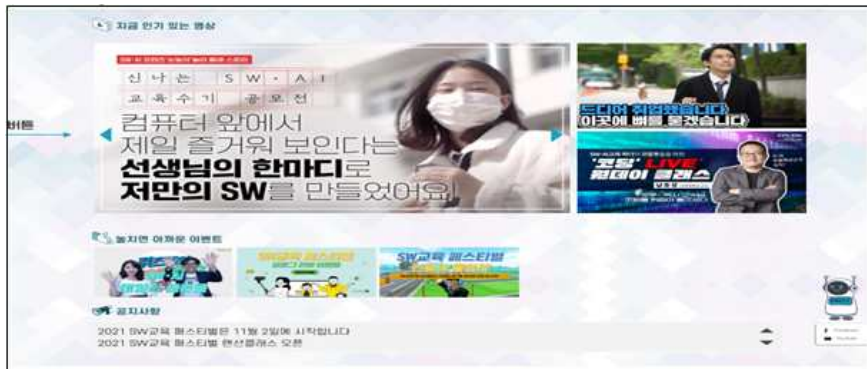 지금 인기 있는 영상
신나는 SW·AI
교육수기 공모전
버튼
컴퓨터 앞에서
제일 즐거워 보인다는
선생님의 한마디로
저만의 SW를 만들었어요!
드디어 취업했습니다
이곳에 뼈를 묻겠습니다
'코딩' LIVE
원데이 클래스
놓치면 아까운 이벤트
SW교육 페스티벌
SW교육 페스티벌
공지사항
2021 SW교육 페스티벌은 11월 2일에 시작합니다
2021 SW교육 페스티벌 랜선클래스 오픈